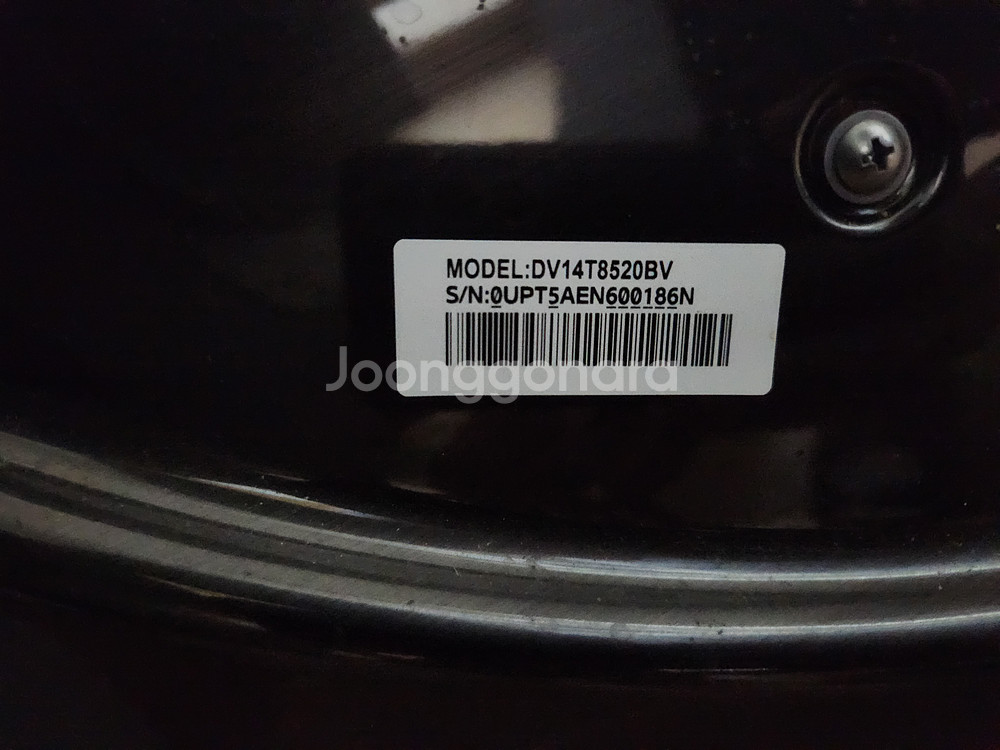 MODEL:DV14T8520BV
S/N:0UPT5AEN600186N
Joonggonara